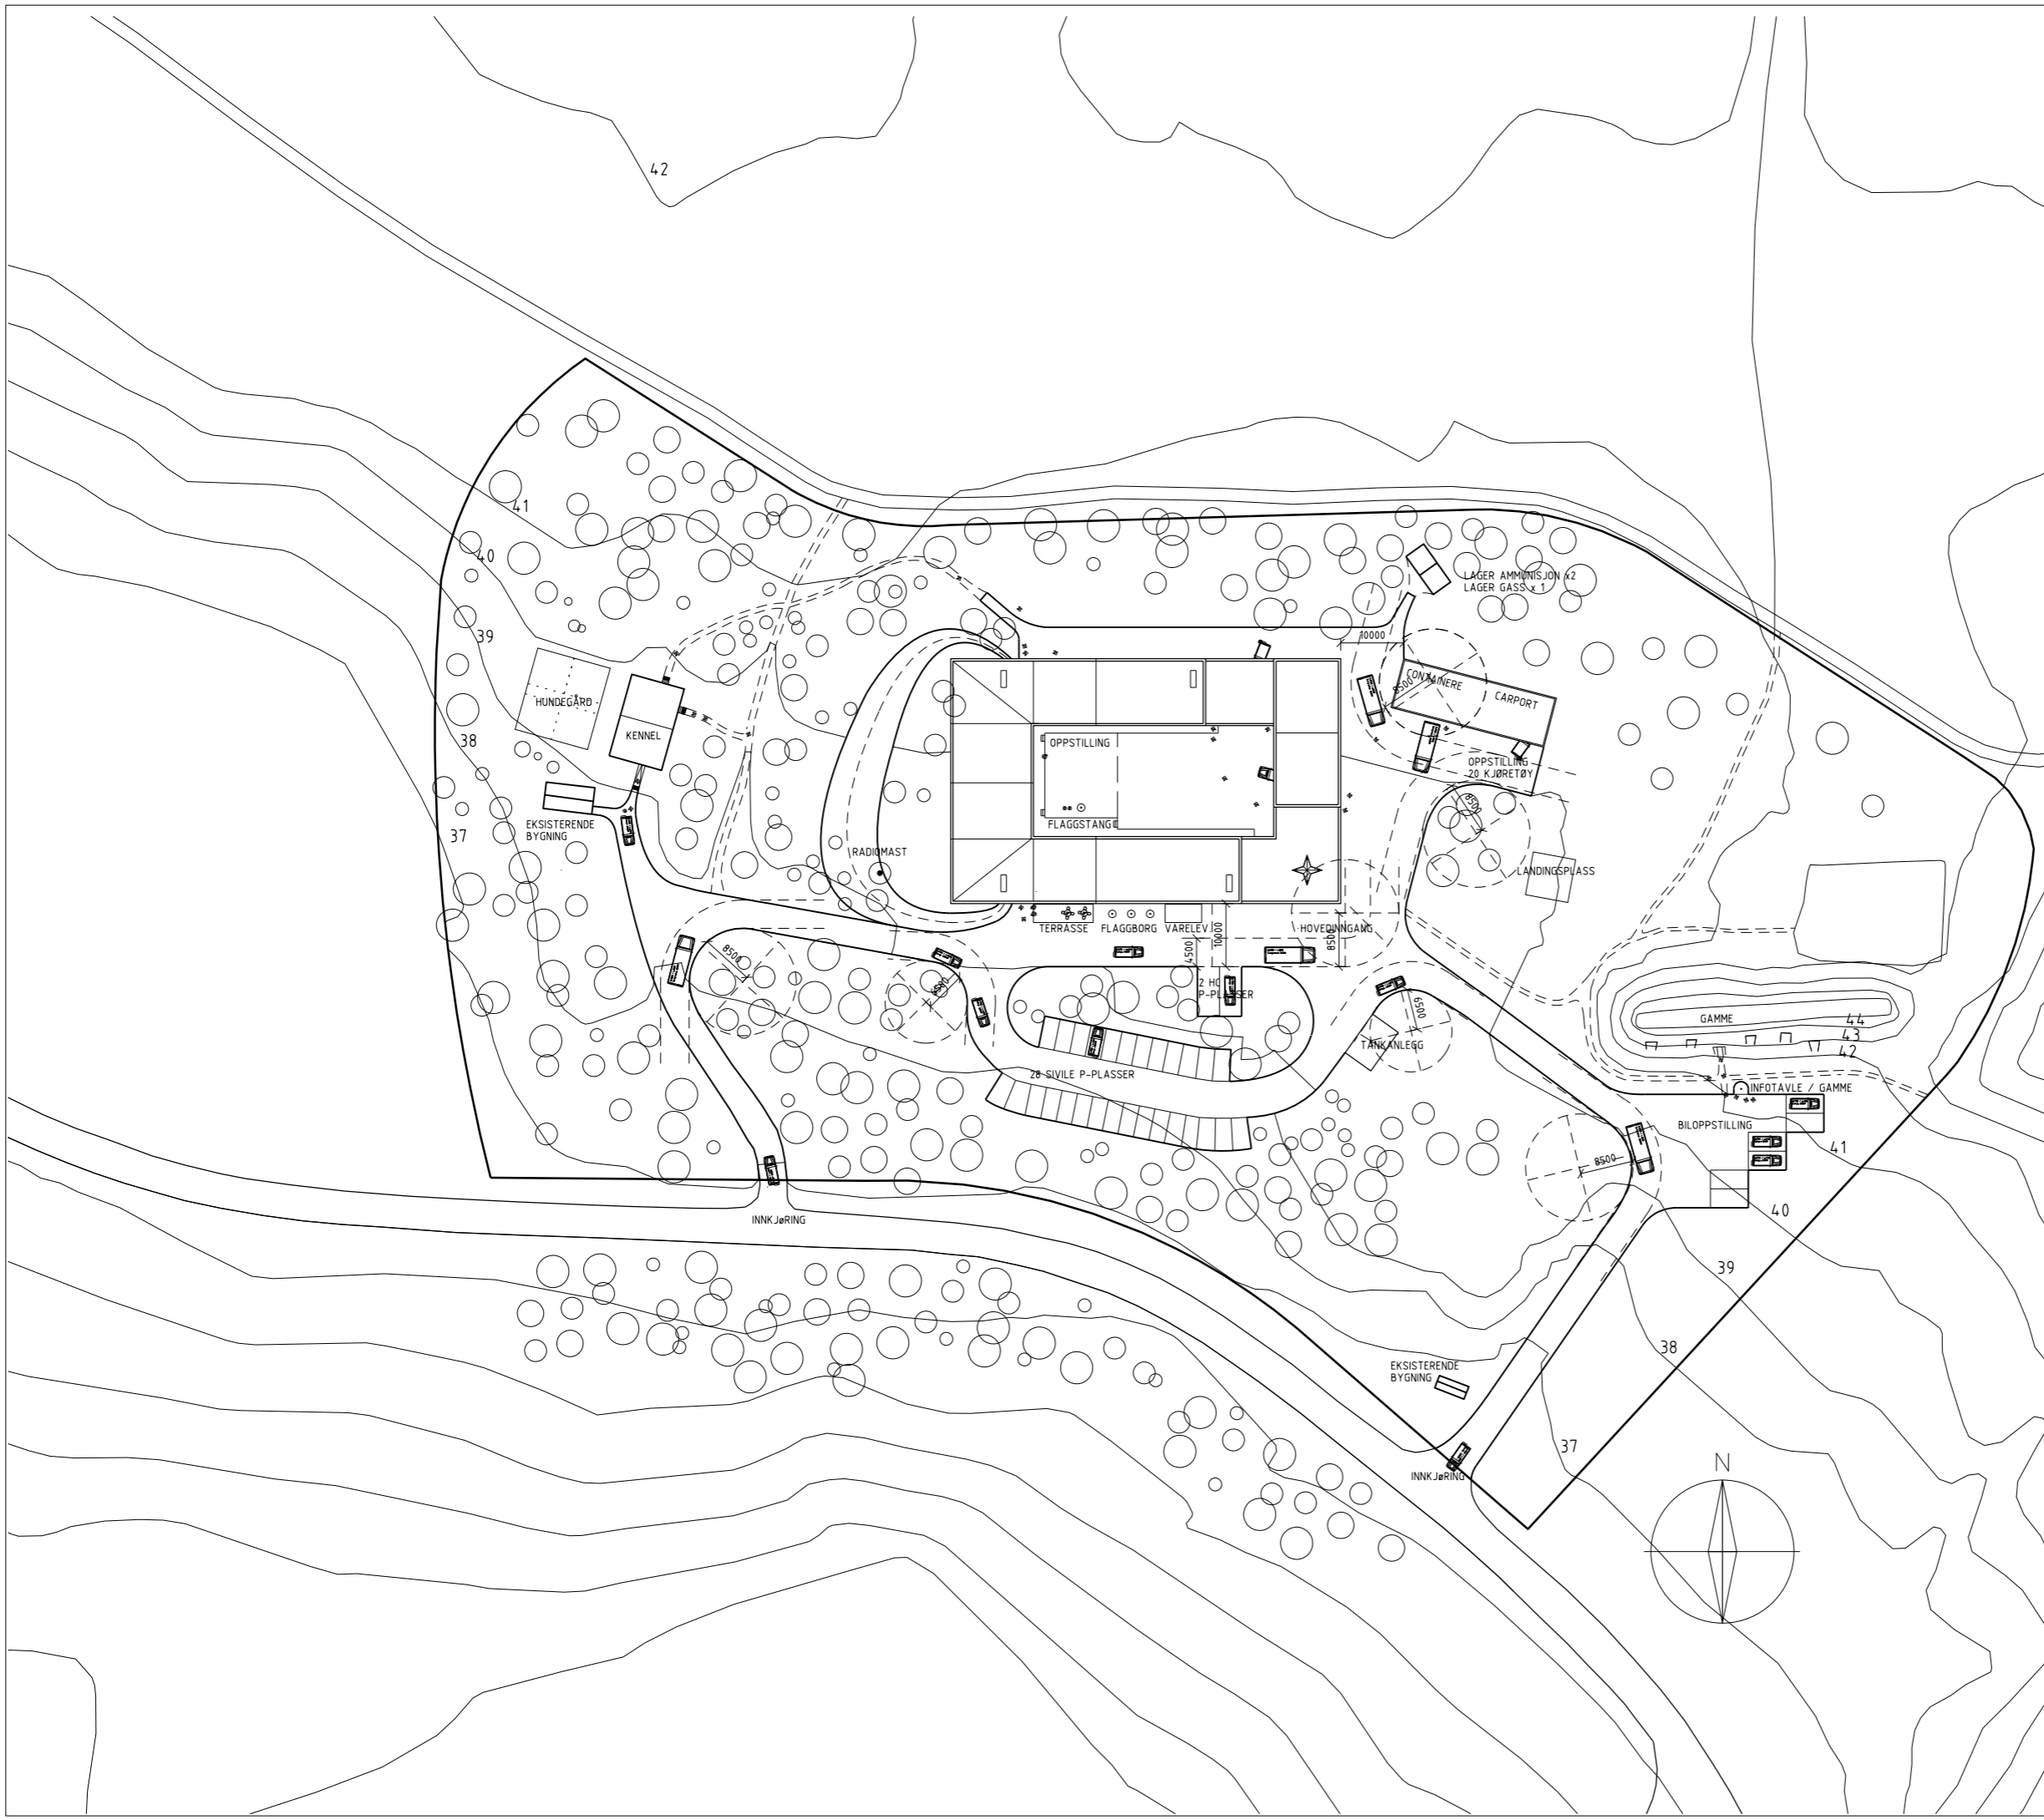 42
41
40
39
38
37
HUNDEGÅRD
KENNEL
EKSISTERENDE
BYGNING
RADIOMAST
OPPSTILLING
FLAGGSTANG
LAGER AMMUNISJON x2
LAGER GASS x 1
10000
CONTAINERE
8500
CARPORT
OPPSTILLING
20 KJØRETØY
8500
LANDINGSPLASS
TERRASSE
FLAGGBORG
VARELEV.
HOVEDINNGANG
4500
10000
8500
8500
2 HC
P-PLASSER
6500
TANKANLEGG
28 SIVILE P-PLASSER
GAMME
44
43
42
INFOTAVLE / GAMME
BILOPPSTILLING
8500
41
40
39
38
37
INNKJøRING
EKSISTERENDE
BYGNING
INNKJøRING
N